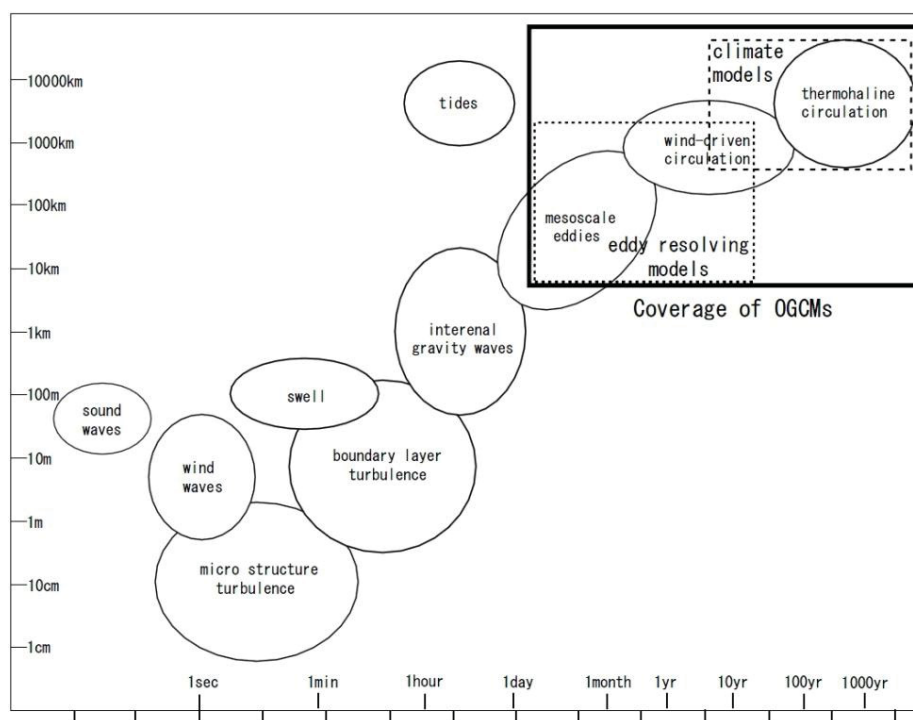 10000km
1000km
100km
10km
1km
100m
10m
1m
10cm
1cm
tides
climate
models
thermohaline
circulation
wind-driven
circulation
mesoscale
eddies
eddy resolving
models
Coverage of OGCMs
interenal
gravity waves
swell
sound
waves
wind
waves
boundary layer
turbulence
micro structure
turbulence
1sec
1min
1hour
1day
1month
1yr
10yr
100yr
1000yr